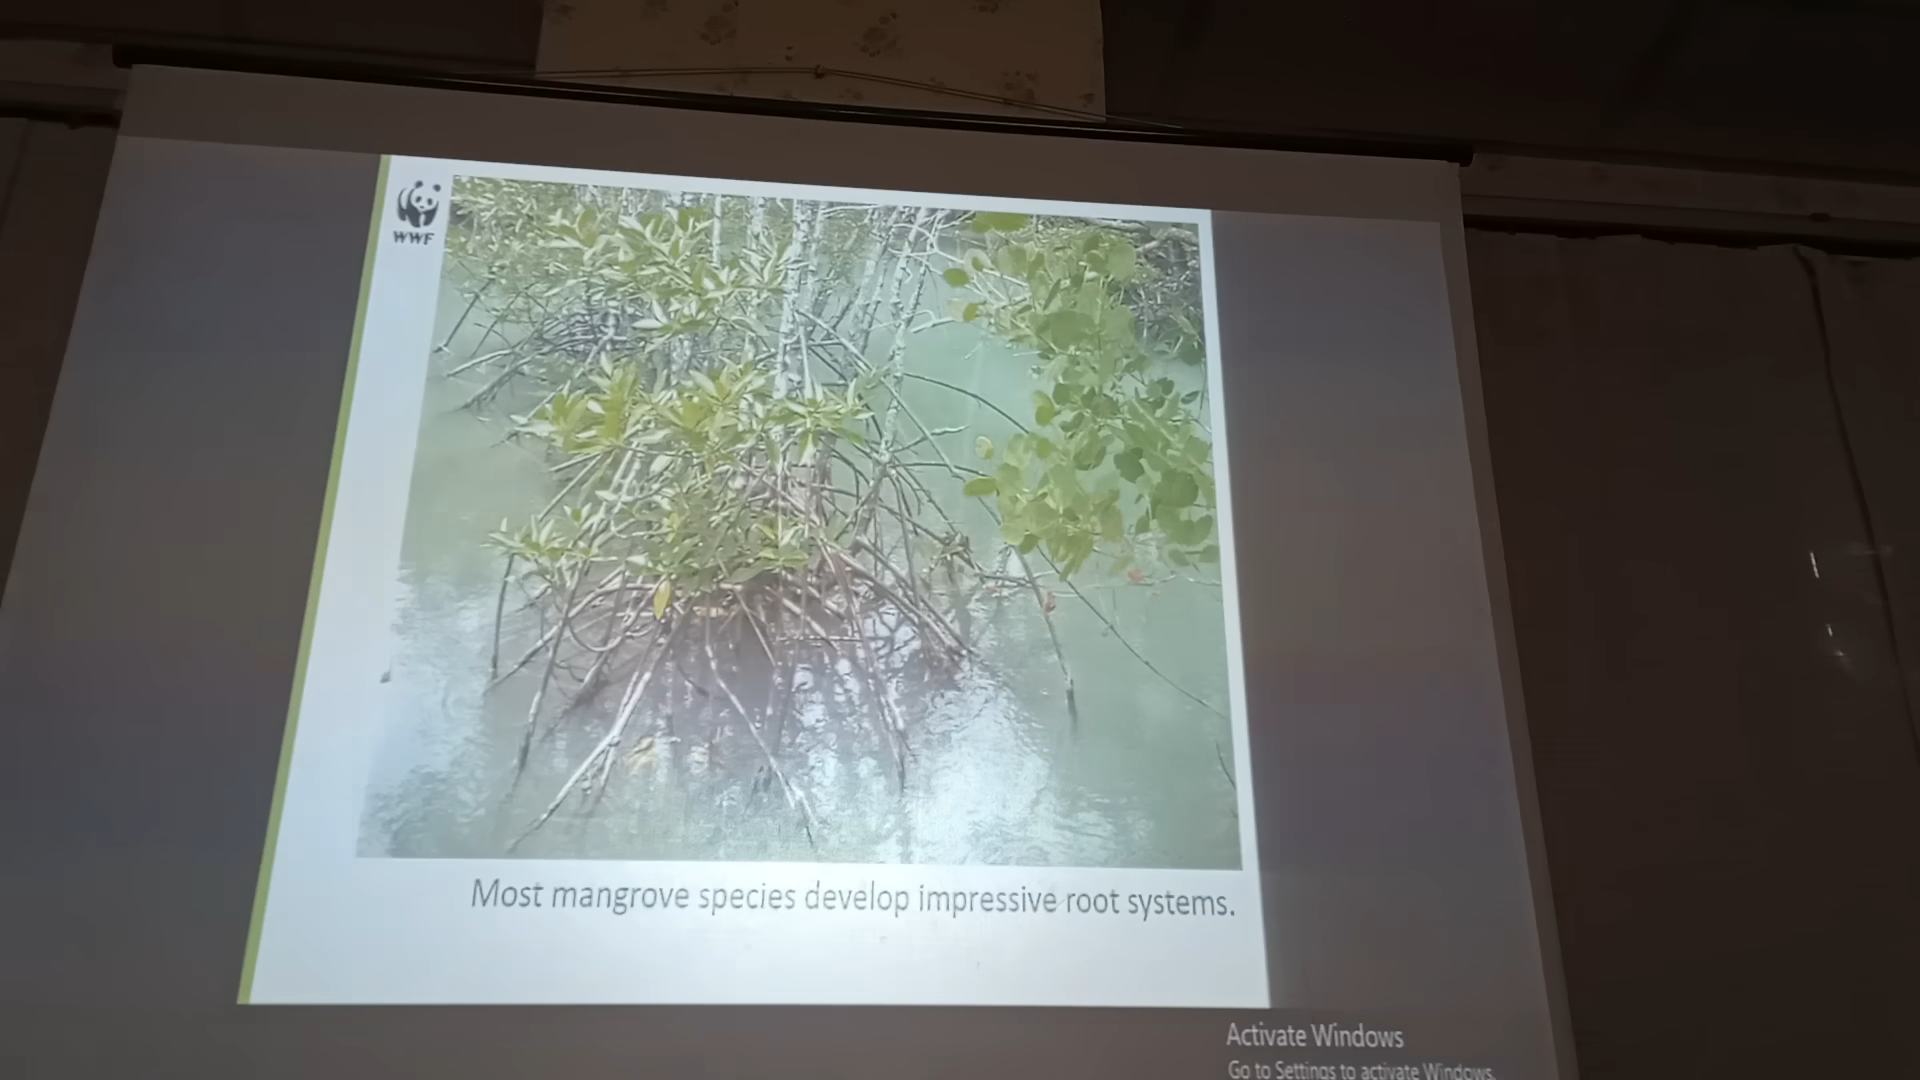 WWF
Most mangrove species develop impressive root systems.
Activate Windows
Go to Settings to activate Windows.